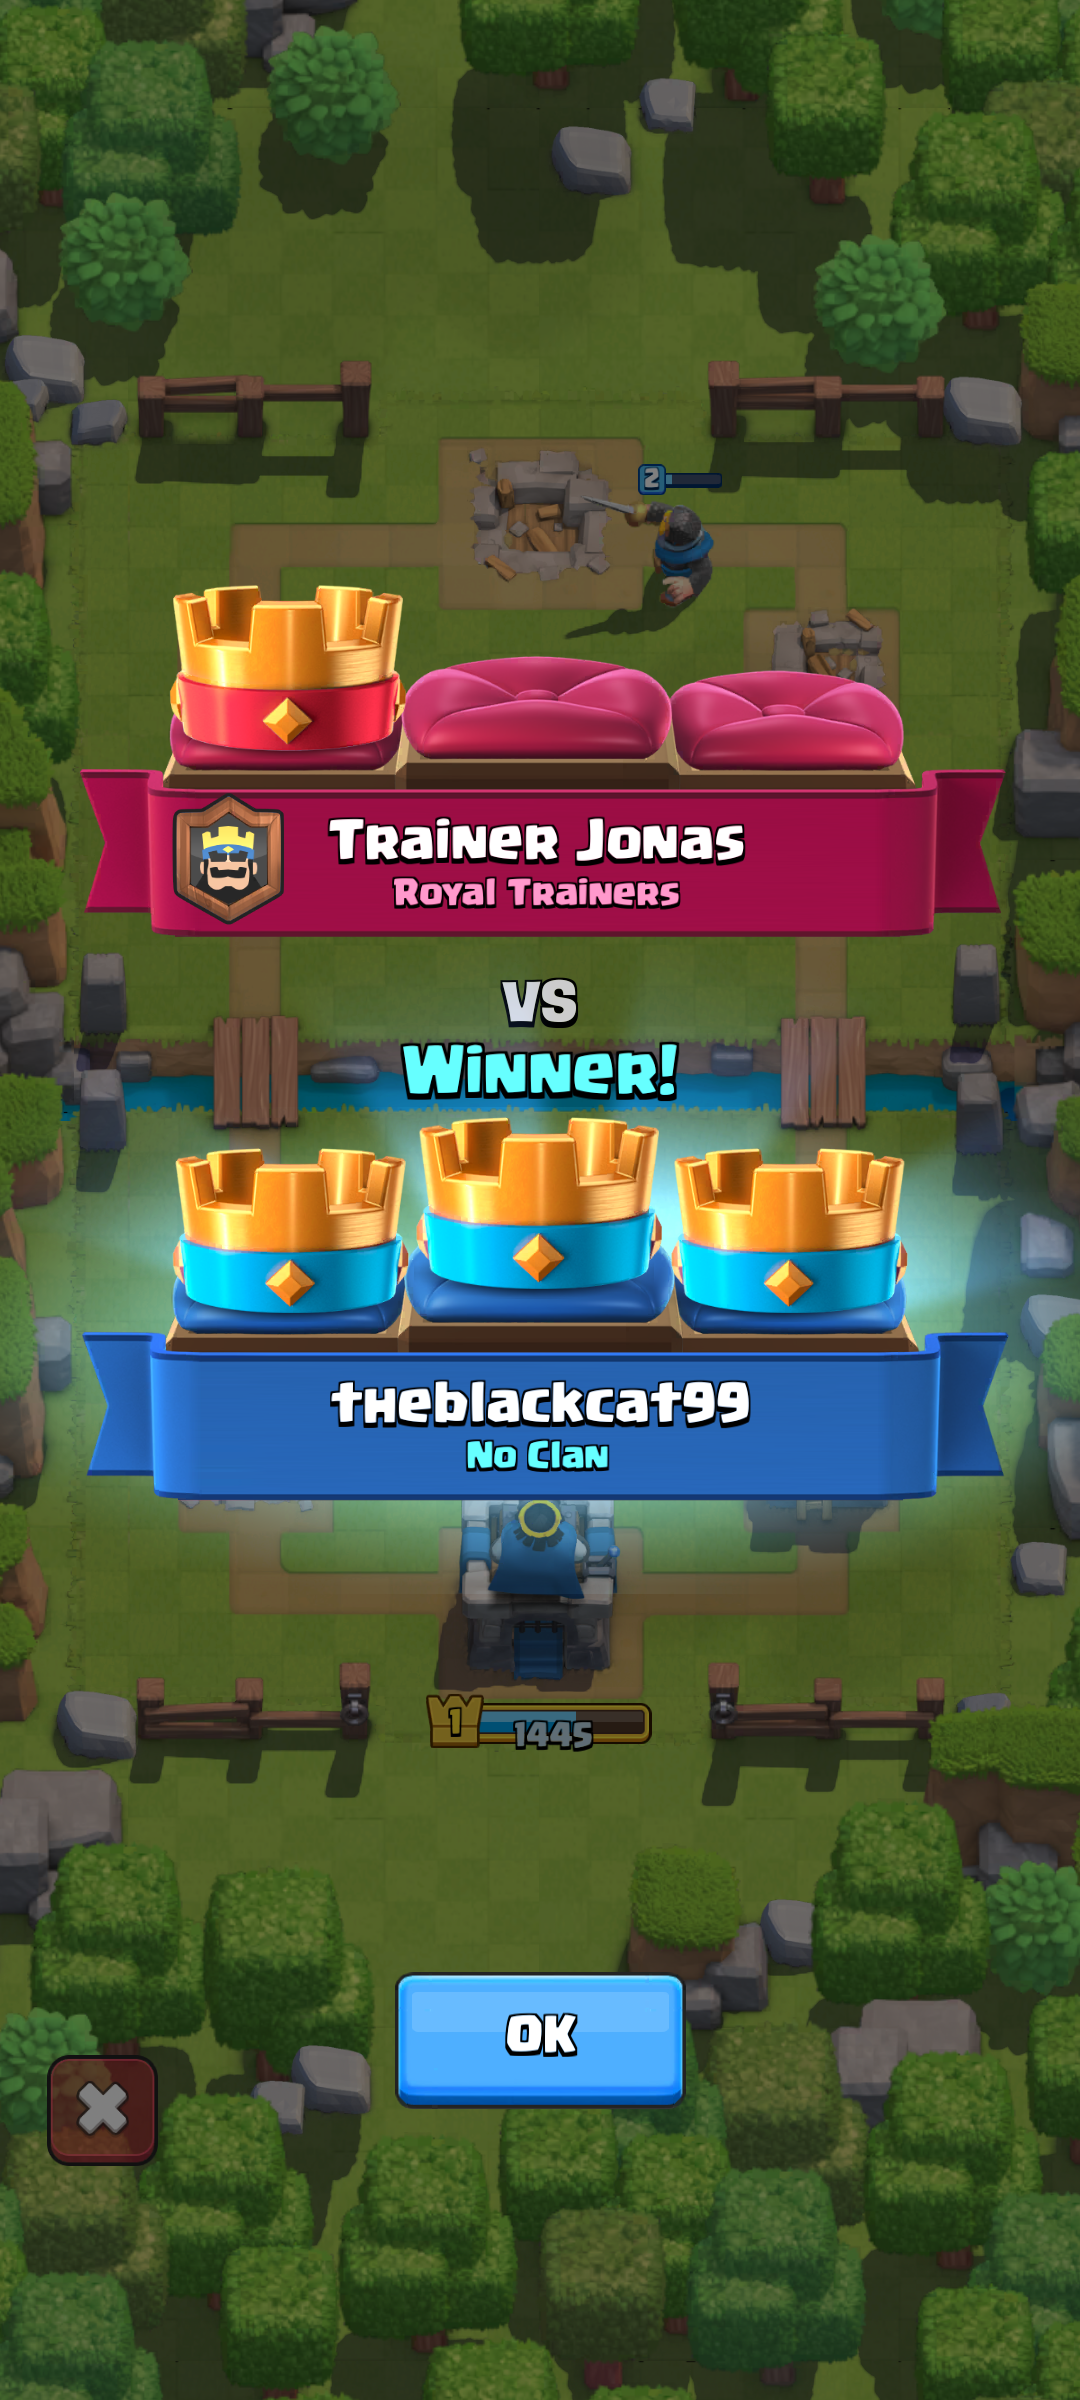 2
Trainer Jonas
Royal Trainers
VS
Winner!
theblackcat99
No Clan
1
1445
OK